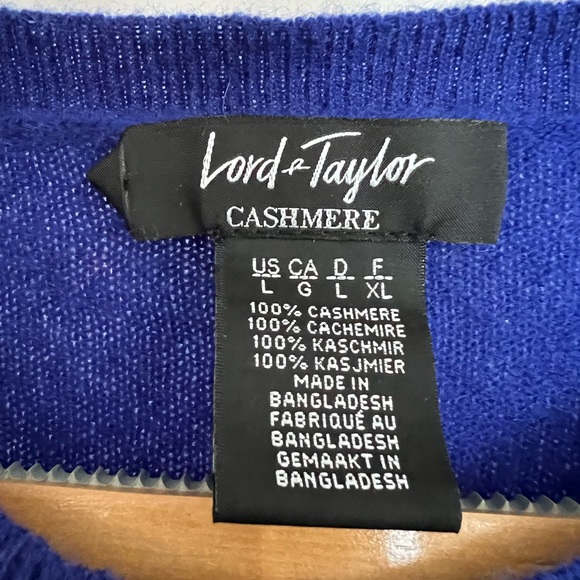 Lord & Taylor
CASHMERE
US CA D F
L G L XL
100% CASHMERE
100% CACHEMIRE
100% KASCHMIR
100% KASJMIER
MADE IN
BANGLADESH
FABRIQUÉ AU
BANGLADESH
GEMAAKT IN
BANGLADESH